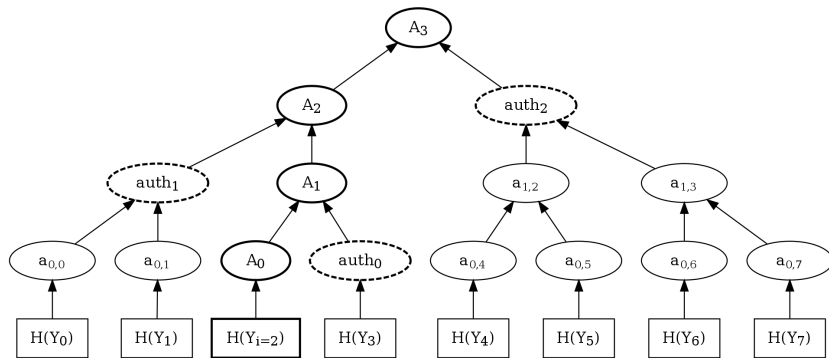 A3
A2 auth2
auth1 A1 a1,2 a1,3
a0,0 a0,1 A0 auth0 a0,4 a0,5 a0,6 a0,7
H(Y0) H(Y1) H(Yi=2) H(Y3) H(Y4) H(Y5) H(Y6) H(Y7)